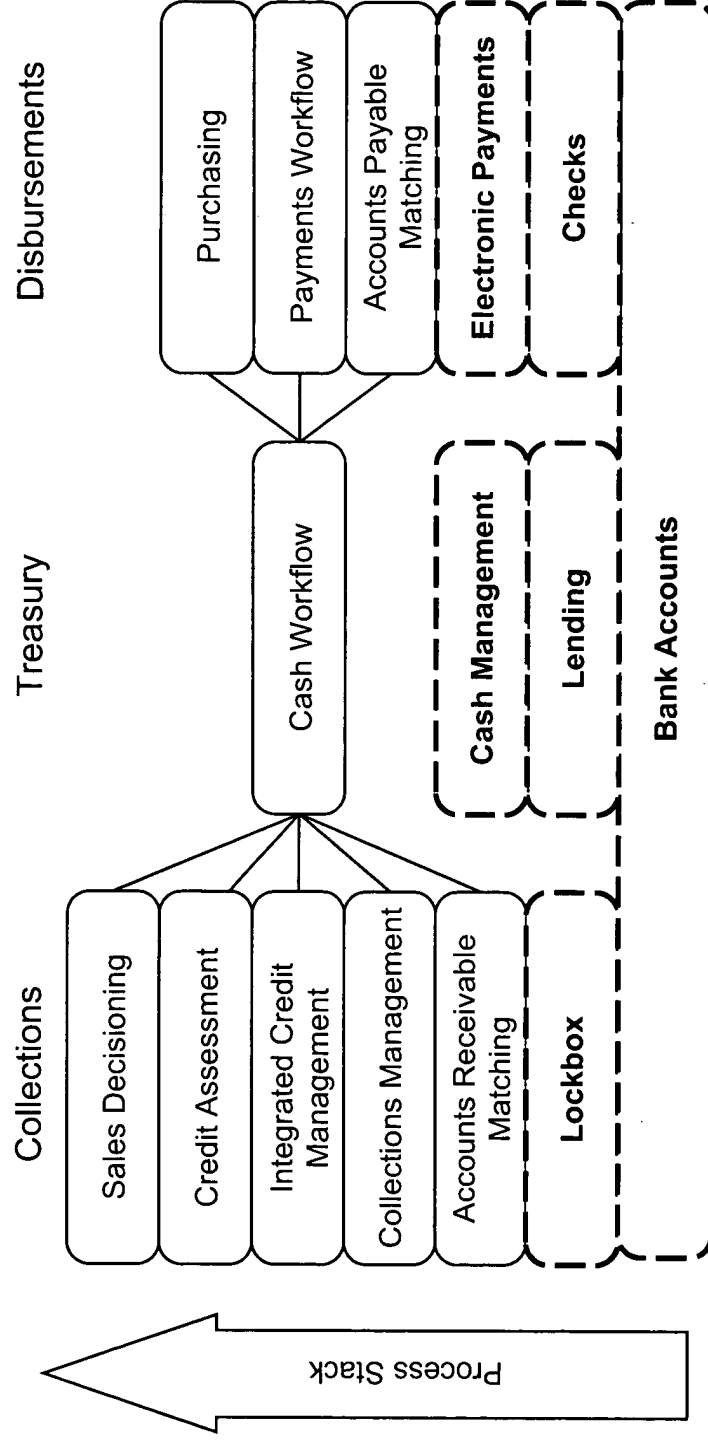 Collections
Treasury
Disbursements
Sales Decisioning
Credit Assessment
Integrated Credit
Management
Collections Management
Accounts Receivable
Matching
Lockbox
Cash Workflow
Cash Management
Lending
Purchasing
Payments Workflow
Accounts Payable
Matching
Electronic Payments
Checks
Bank Accounts
Process Stack